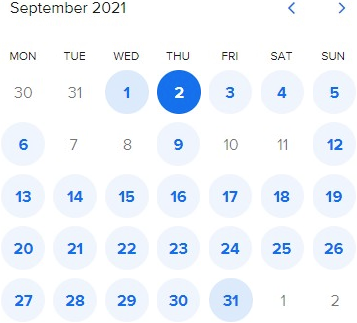 September 2021
MON TUE WED THU FRI SAT SUN
30 31 1 2 3 4 5
6 7 8 9 10 11 12
13 14 15 16 17 18 19
20 21 22 23 24 25 26
27 28 29 30 31 1 2